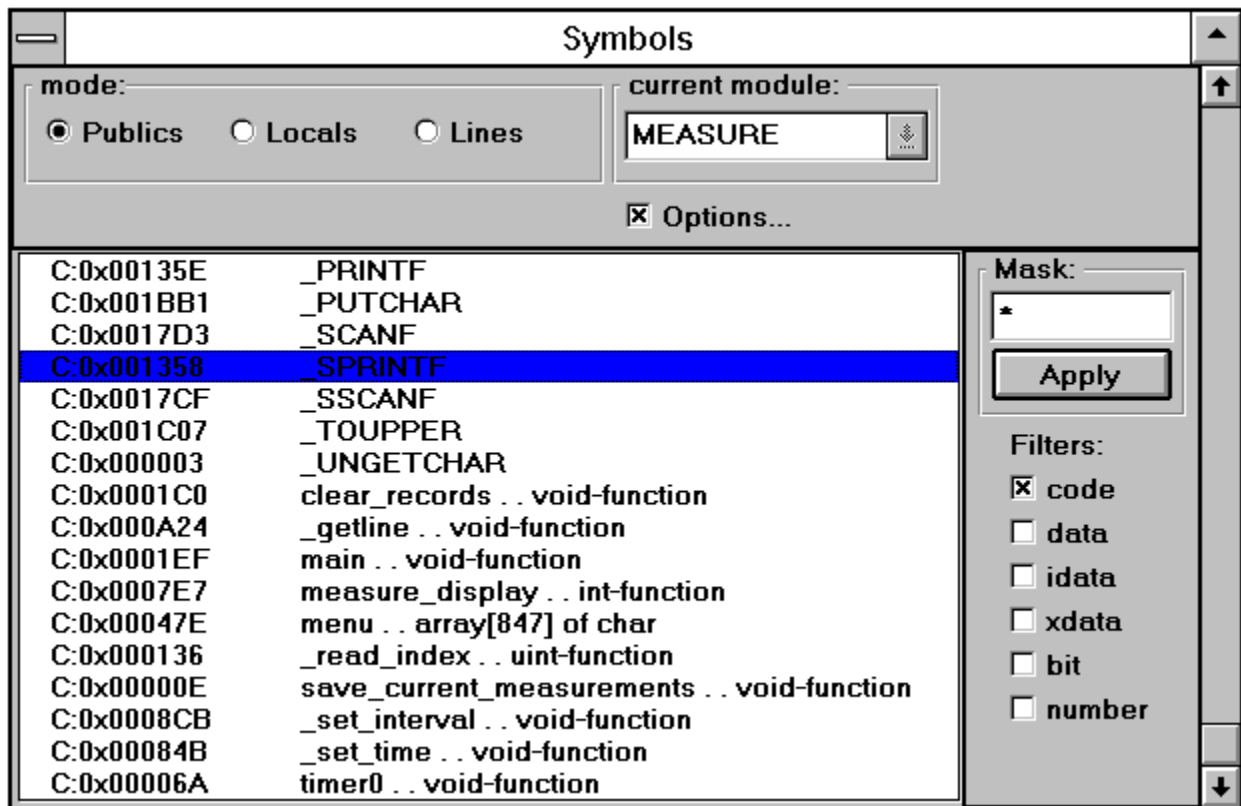 Symbols
mode:
Publics Locals Lines
current module:
MEASURE
Options...
C:0x00135E _PRINTF
C:0x001BB1 _PUTCHAR
C:0x0017D3 _SCANF
C:0x001358 _SPRINTF
C:0x0017CF _SSCANF
C:0x001C07 _TOUPPER
C:0x000003 _UNGETCHAR
C:0x0001C0 clear_records . . void-function
C:0x000A24 _getline . . void-function
C:0x0001EF main . . void-function
C:0x0007E7 measure_display . . int-function
C:0x00047E menu . . array[847] of char
C:0x000136 _read_index . . uint-function
C:0x00000E save_current_measurements . . void-function
C:0x0008CB _set_interval . . void-function
C:0x00084B _set_time . . void-function
C:0x00006A timer0 . . void-function
Mask:
*
Apply
Filters:
code
data
idata
xdata
bit
number